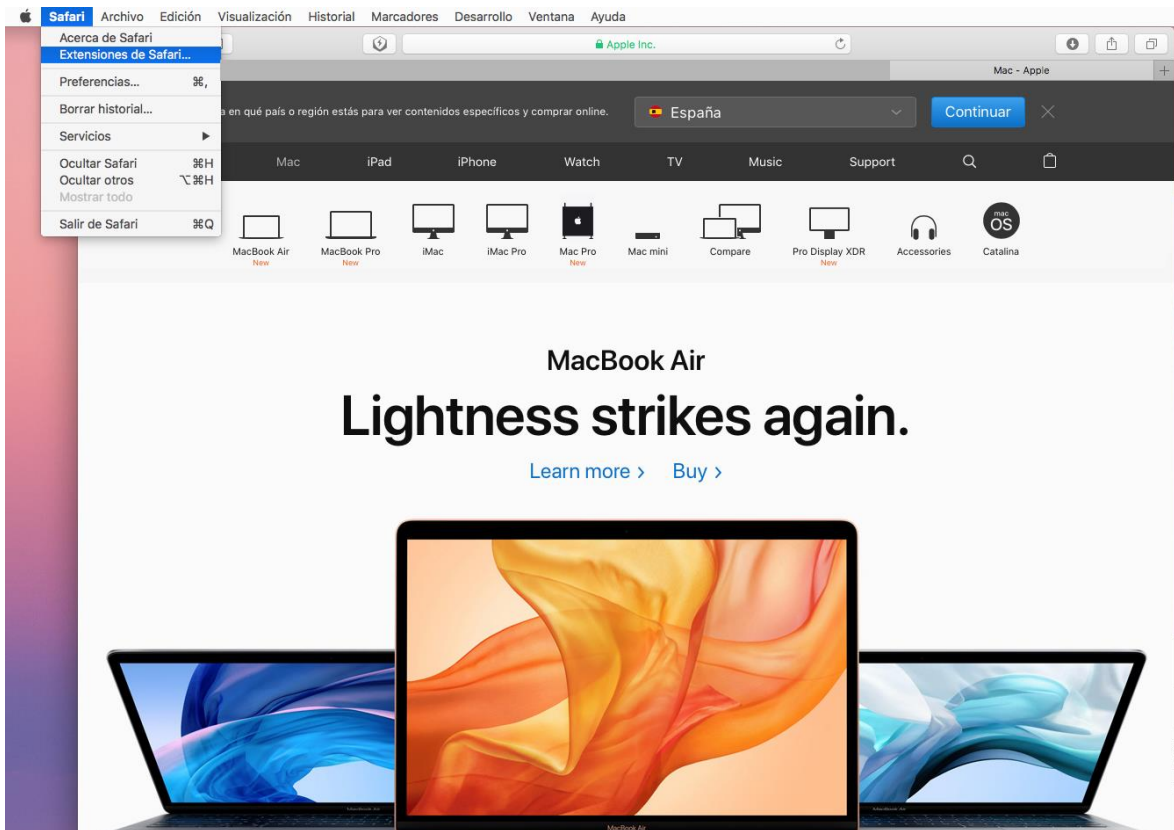 Safari Archivo Edición Visualización Historial Marcadores Desarrollo Ventana Ayuda
Acerca de Safari
Extensiones de Safari...
Preferencias... ⌘,
Borrar historial...
Servicios
Ocultar Safari ⌘H
Ocultar otros ⌥⌘H
Mostrar todo
Salir de Safari ⌘Q
Apple Inc.
Mac - Apple
en qué país o región estás para ver contenidos específicos y comprar online.
España
Continuar
Mac iPad iPhone Watch TV Music Support
MacBook Air MacBook Pro iMac iMac Pro Mac Pro Mac mini Compare Pro Display XDR Accessories Catalina
New New New New
mac
OS
MacBook Air
Lightness strikes again.
Learn more > Buy >
MacBook Air